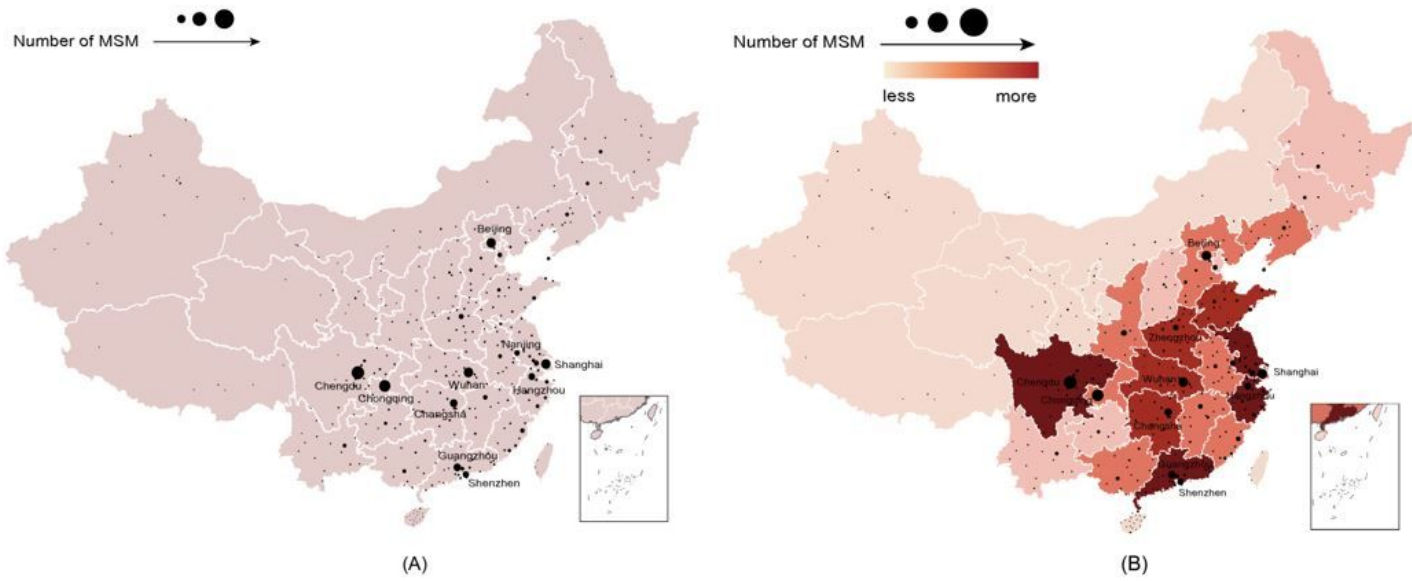 Number of MSM
Beijing
Nanjing
Shanghai
Chengdu
Wuhan
Hangzhou
Chongqing
Changsha
Guangzhou
Shenzhen
(A)
Number of MSM
less
more
Beijing
Zhengzhou
Shanghai
Chengdu
Wuhan
Changsha
Guangzhou
Shenzhen
(B)